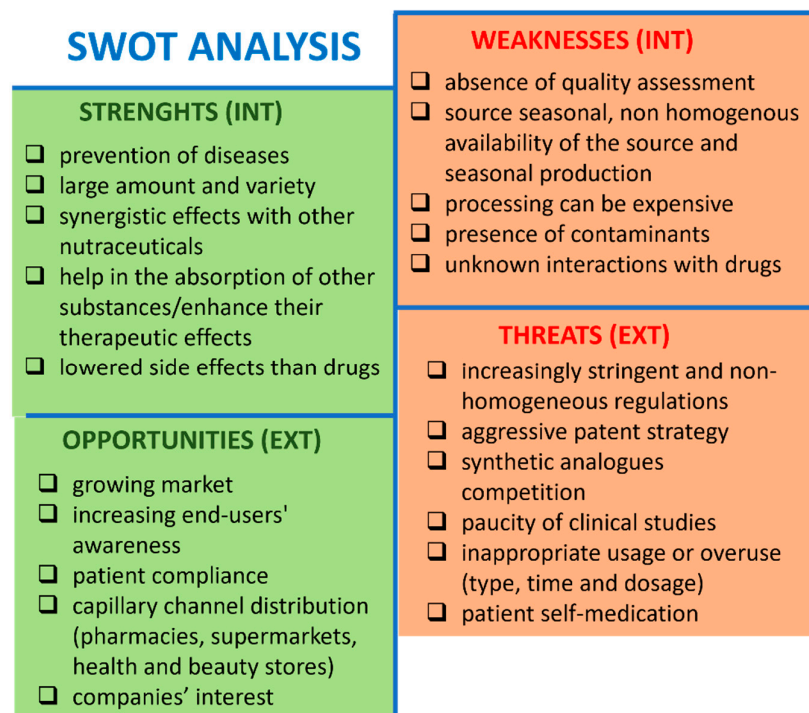 SWOT ANALYSIS
STRENGHTS (INT)
❑ prevention of diseases
❑ large amount and variety
❑ synergistic effects with other
nutraceuticals
❑ help in the absorption of other
substances/enhance their
therapeutic effects
❑ lowered side effects than drugs
WEAKNESSES (INT)
❑ absence of quality assessment
❑ source seasonal, non homogenous
availability of the source and
seasonal production
❑ processing can be expensive
❑ presence of contaminants
❑ unknown interactions with drugs
OPPORTUNITIES (EXT)
❑ growing market
❑ increasing end-users'
awareness
❑ patient compliance
❑ capillary channel distribution
(pharmacies, supermarkets,
health and beauty stores)
❑ companies’ interest
THREATS (EXT)
❑ increasingly stringent and non-
homogeneous regulations
❑ aggressive patent strategy
❑ synthetic analogues
competition
❑ paucity of clinical studies
❑ inappropriate usage or overuse
(type, time and dosage)
❑ patient self-medication